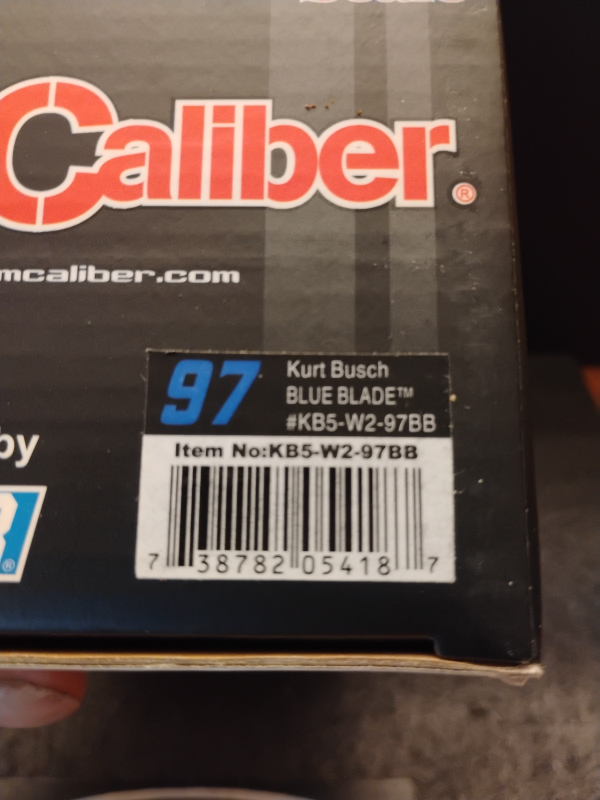 Caliber®
mcaliber.com
97
Kurt Busch
BLUE BLADE™
#KB5-W2-97BB
by
Item No:KB5-W2-97BB
R®
7 38782 05418 7